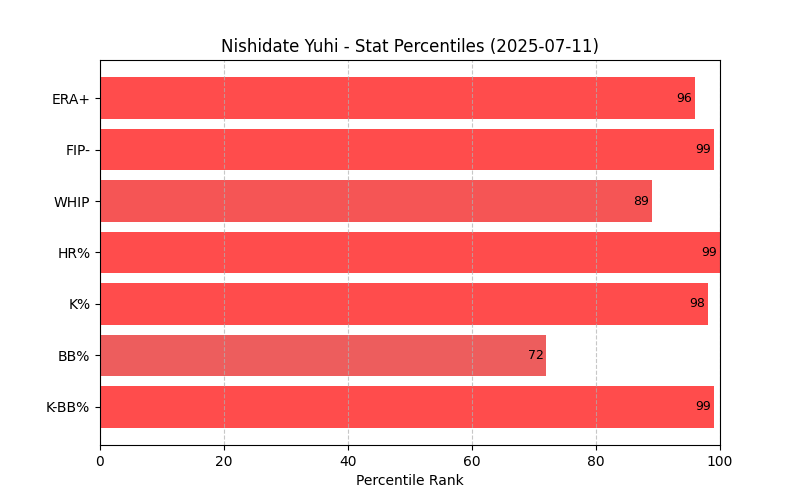 Nishidate Yuhi - Stat Percentiles (2025-07-11)
ERA+ 96
FIP- 99
WHIP 89
HR% 99
K% 98
BB% 72
K-BB% 99
0 20 40 60 80 100
Percentile Rank